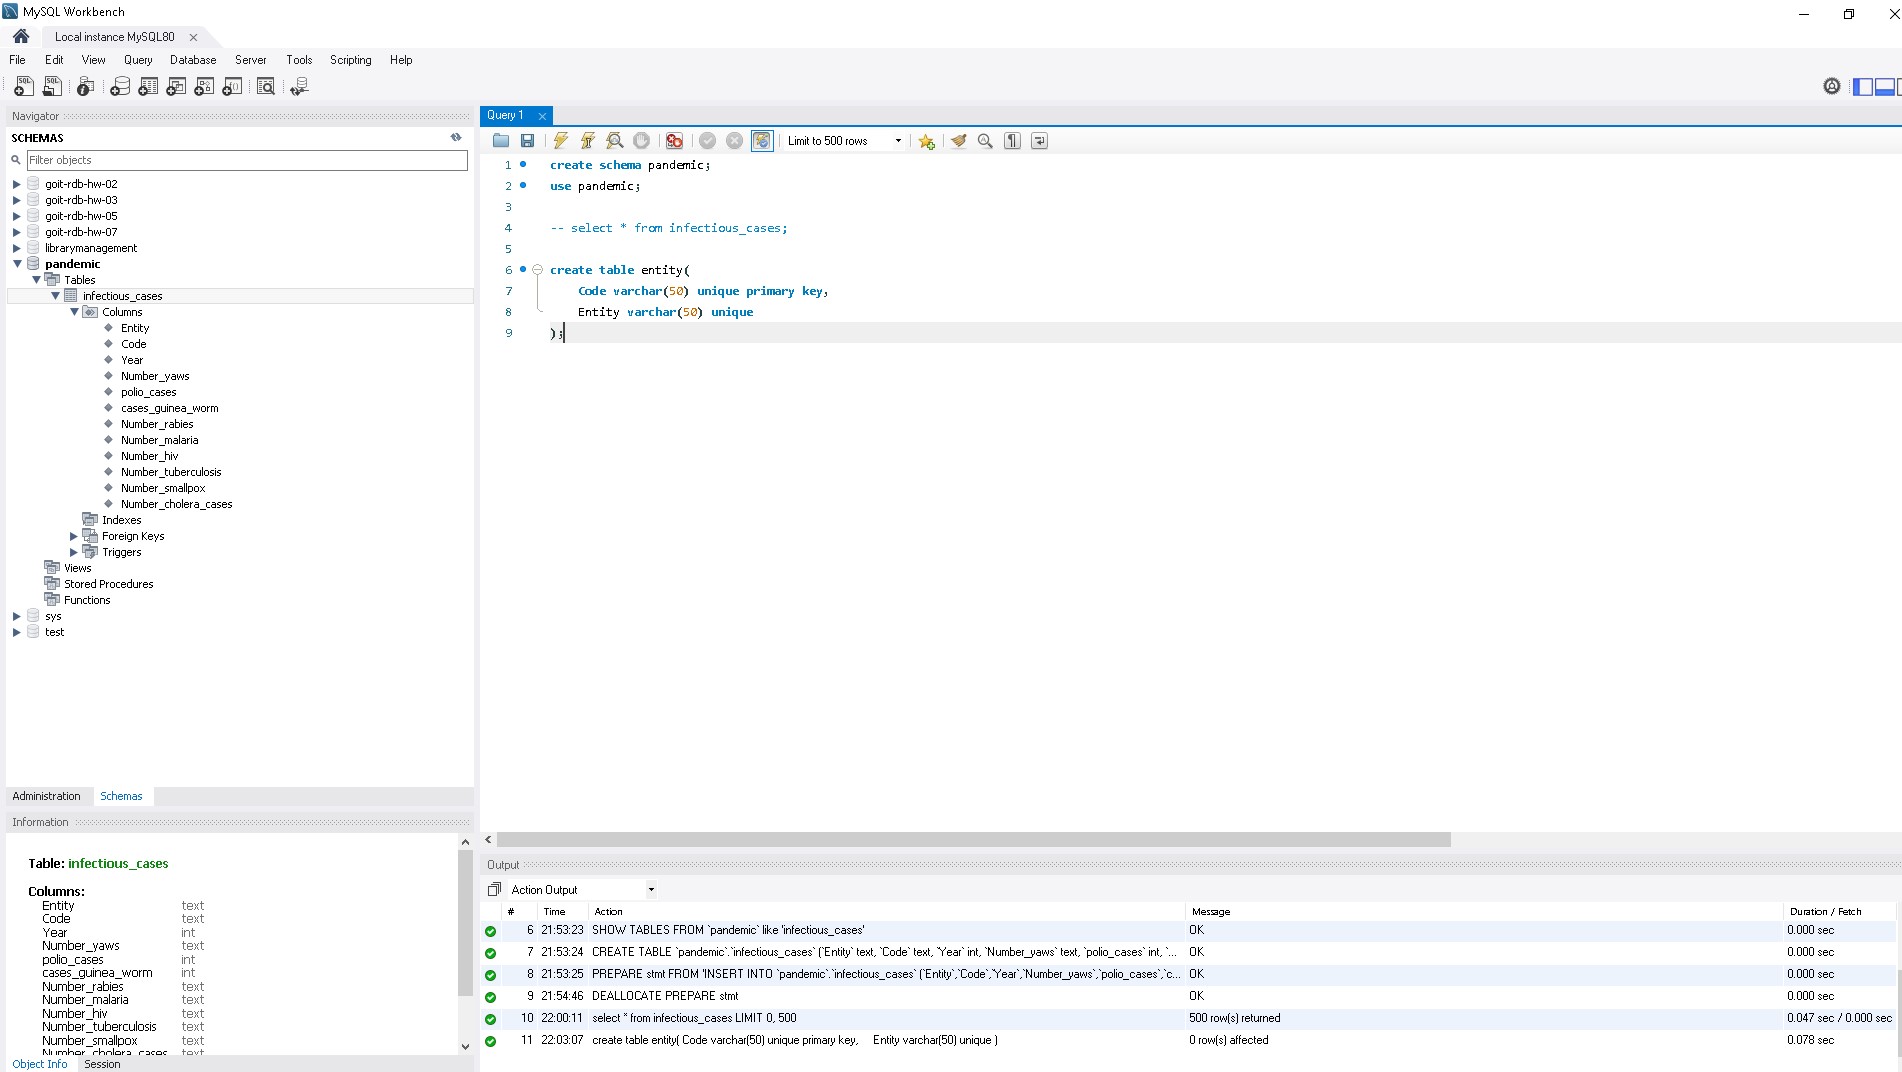 MySQL Workbench
Local instance MySQL80
File Edit View Query Database Server Tools Scripting Help
Navigator
SCHEMAS
Filter objects
goit-rdb-hw-02
goit-rdb-hw-03
goit-rdb-hw-05
goit-rdb-hw-07
librarymanagement
pandemic
Tables
infectious_cases
Columns
Entity
Code
Year
Number_yaws
polio_cases
cases_guinea_worm
Number_rabies
Number_malaria
Number_hiv
Number_tuberculosis
Number_smallpox
Number_cholera_cases
Indexes
Foreign Keys
Triggers
Views
Stored Procedures
Functions
sys
test
Administration Schemas
Information
Table: infectious_cases
Columns:
Entity text
Code text
Year int
Number_yaws text
polio_cases int
cases_guinea_worm int
Number_rabies text
Number_malaria text
Number_hiv text
Number_tuberculosis text
Number_smallpox text
Number_cholera_cases text
Object Info Session
Query 1
Limit to 500 rows
1 create schema pandemic;
2 use pandemic;
3
4 -- select * from infectious_cases;
5
6 create table entity(
7 Code varchar(50) unique primary key,
8 Entity varchar(50) unique
9 );
Output
Action Output
# Time Action Message Duration / Fetch
6 21:53:23 SHOW TABLES FROM `pandemic` like 'infectious_cases' OK 0.000 sec
7 21:53:24 CREATE TABLE `pandemic`.`infectious_cases` (`Entity` text, `Code` text, `Year` int, `Number_yaws` text, `polio_cases` int, `... OK 0.000 sec
8 21:53:25 PREPARE stmt FROM 'INSERT INTO `pandemic`.`infectious_cases` (`Entity`,`Code`,`Year`,`Number_yaws`,`polio_cases`,`c... OK 0.000 sec
9 21:54:46 DEALLOCATE PREPARE stmt OK 0.000 sec
10 22:00:11 select * from infectious_cases LIMIT 0, 500 500 row(s) returned 0.047 sec / 0.000 sec
11 22:03:07 create table entity( Code varchar(50) unique primary key, Entity varchar(50) unique ) 0 row(s) affected 0.078 sec